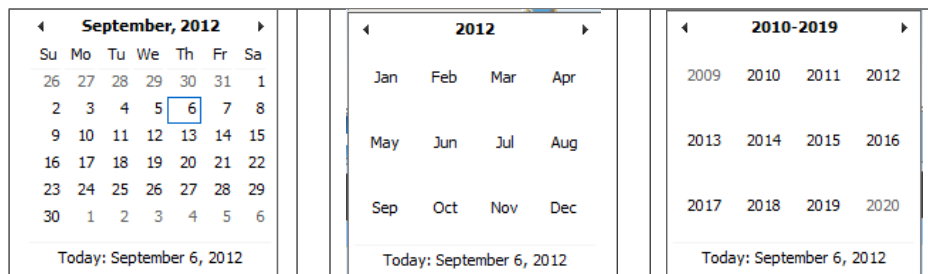 September, 2012
Su Mo Tu We Th Fr Sa
26 27 28 29 30 31 1
2 3 4 5 6 7 8
9 10 11 12 13 14 15
16 17 18 19 20 21 22
23 24 25 26 27 28 29
30 1 2 3 4 5 6
Today: September 6, 2012
2012
Jan Feb Mar Apr
May Jun Jul Aug
Sep Oct Nov Dec
Today: September 6, 2012
2010-2019
2009 2010 2011 2012
2013 2014 2015 2016
2017 2018 2019 2020
Today: September 6, 2012